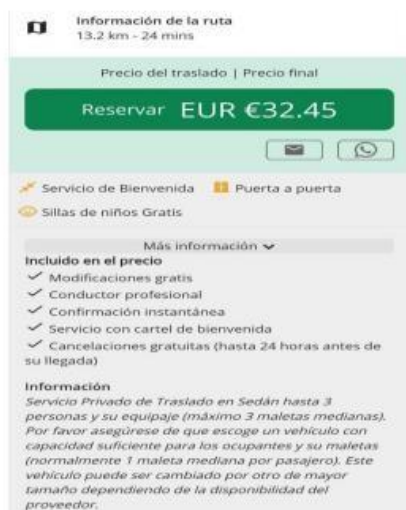 Información de la ruta
13.2 km - 24 mins
Precio del traslado | Precio final
Reservar EUR €32.45
Servicio de Bienvenida Puerta a puerta
Sillas de niños Gratis
Más información
Incluido en el precio
Modificaciones gratis
Conductor profesional
Confirmación instantánea
Servicio con cartel de bienvenida
Cancelaciones gratuitas (hasta 24 horas antes de
su llegada)
Información
Servicio Privado de Traslado en Sedán hasta 3
personas y su equipaje (máximo 3 maletas medianas).
Por favor asegúrese de que escoge un vehículo con
capacidad suficiente para los ocupantes y su maletas
(normalmente 1 maleta mediana por pasajero). Este
vehículo puede ser cambiado por otro de mayor
tamaño dependiendo de la disponibilidad del
proveedor.